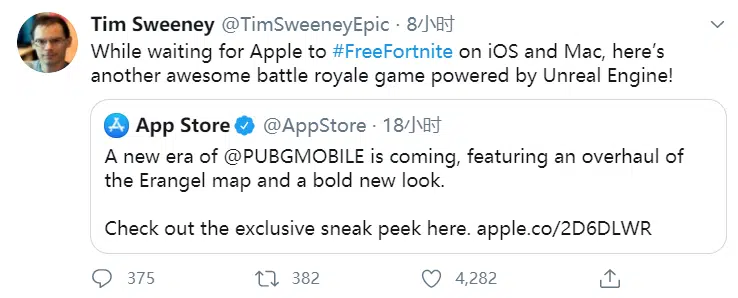 Tim Sweeney @TimSweeneyEpic · 8小时
While waiting for Apple to #FreeFortnite on iOS and Mac, here’s
another awesome battle royale game powered by Unreal Engine!
App Store @AppStore · 18小时
A new era of @PUBGMOBILE is coming, featuring an overhaul of
the Erangel map and a bold new look.
Check out the exclusive sneak peek here. apple.co/2D6DLWR
375 382 4,282